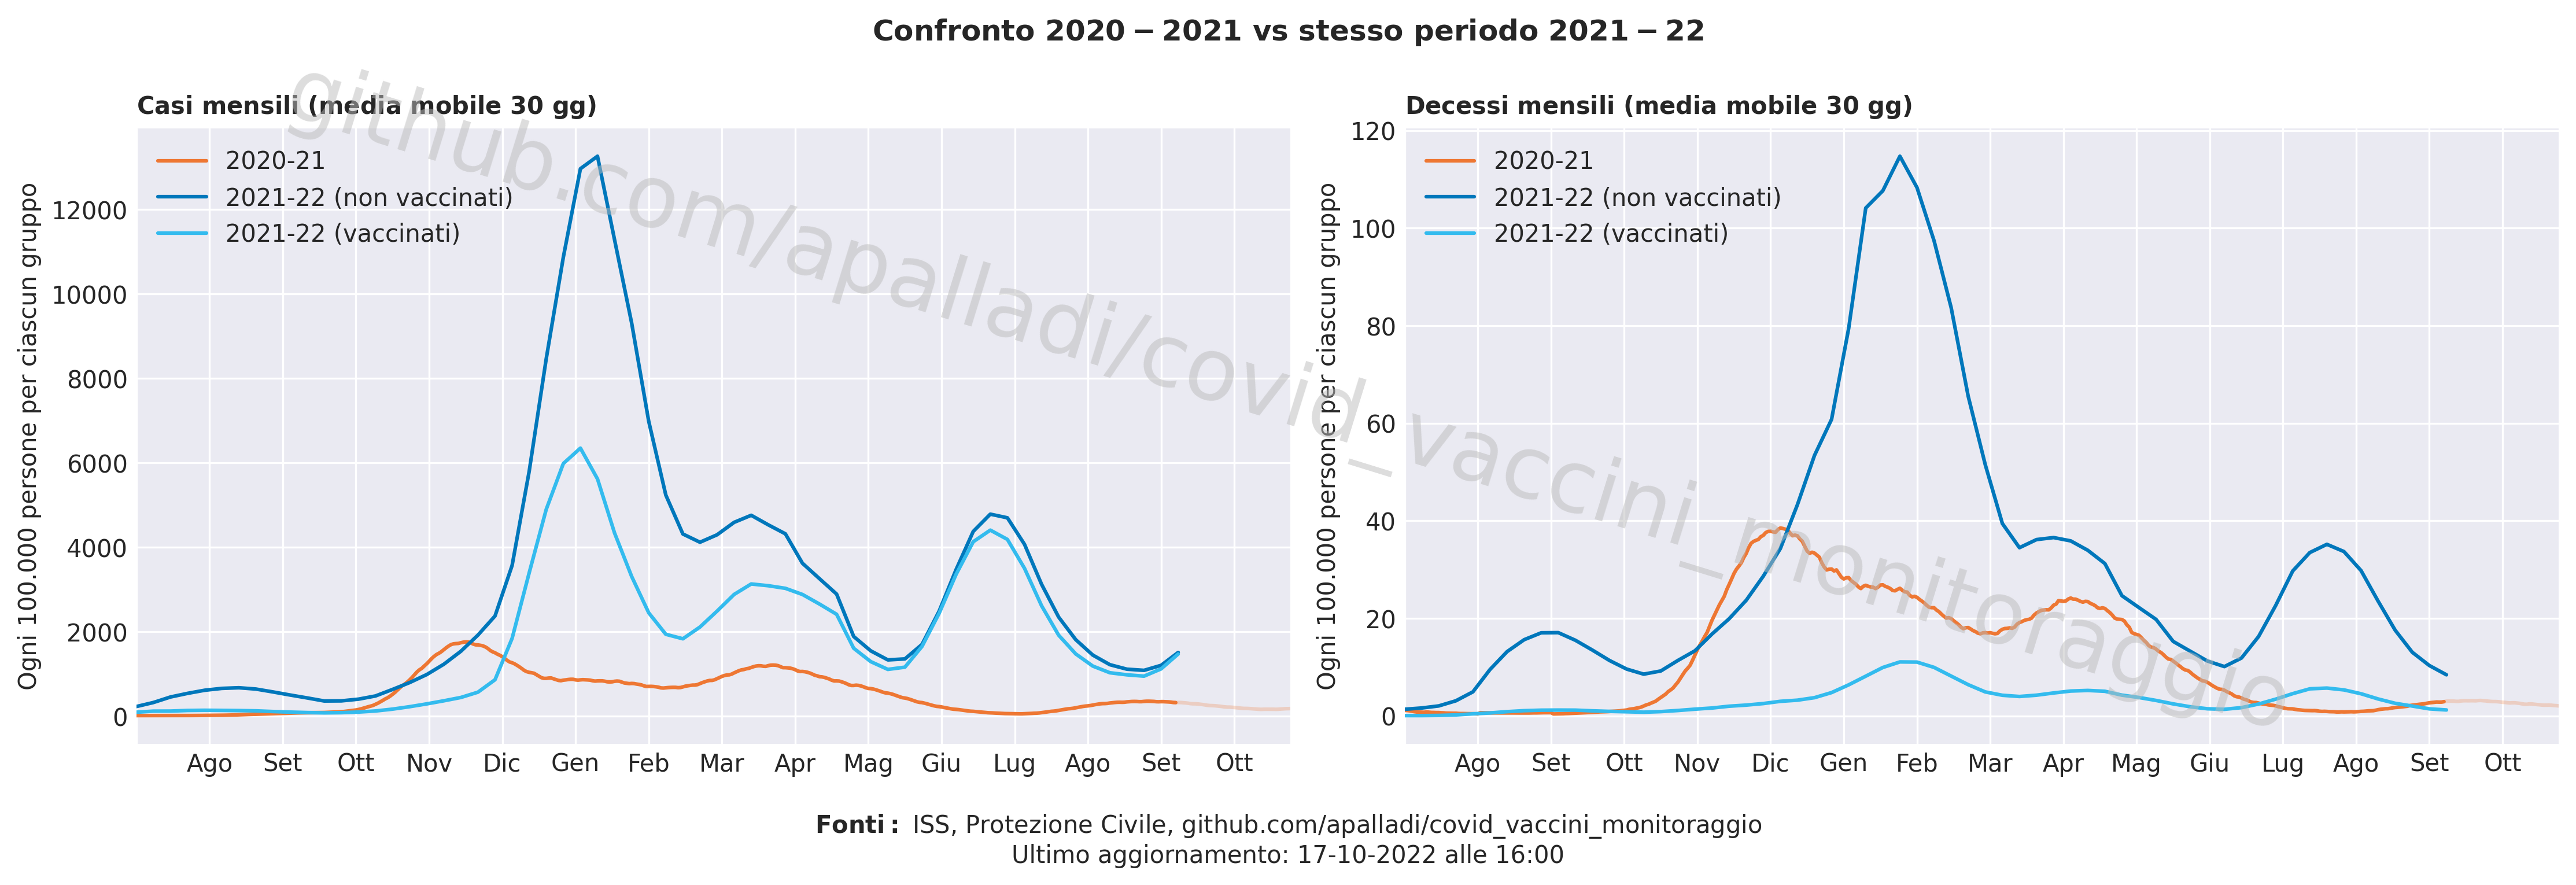 Confronto 2020 − 2021 vs stesso periodo 2021 − 22
Casi mensili (media mobile 30 gg)
Ogni 100.000 persone per ciascun gruppo
2020-21
2021-22 (non vaccinati)
2021-22 (vaccinati)
12000
10000
8000
6000
4000
2000
0
Ago Set Ott Nov Dic Gen Feb Mar Apr Mag Giu Lug Ago Set Ott
Decessi mensili (media mobile 30 gg)
Ogni 100.000 persone per ciascun gruppo
2020-21
2021-22 (non vaccinati)
2021-22 (vaccinati)
120
100
80
60
40
20
0
Ago Set Ott Nov Dic Gen Feb Mar Apr Mag Giu Lug Ago Set Ott
github.com/apalladi/covid_vaccini_monitoraggio
Fonti : ISS, Protezione Civile, github.com/apalladi/covid_vaccini_monitoraggio
Ultimo aggiornamento: 17-10-2022 alle 16:00